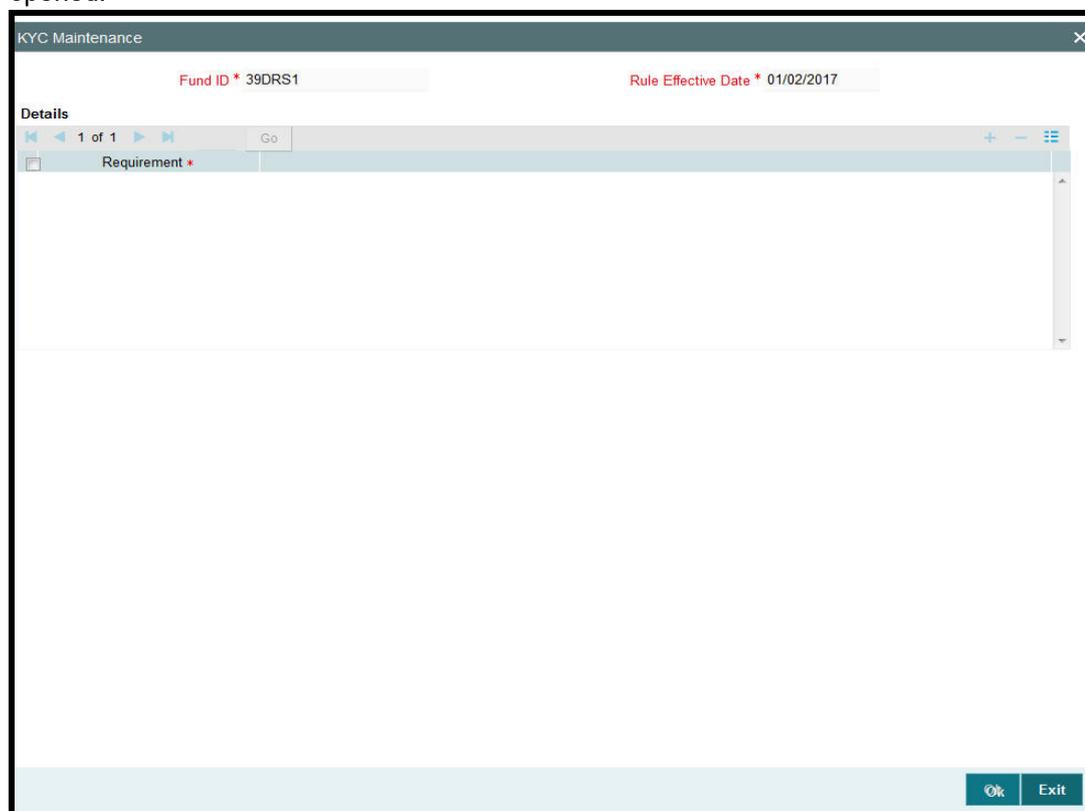 KYC Maintenance
Fund ID * 39DRS1 Rule Effective Date * 01/02/2017
Details
1 of 1 Go
Requirement *
Ok Exit